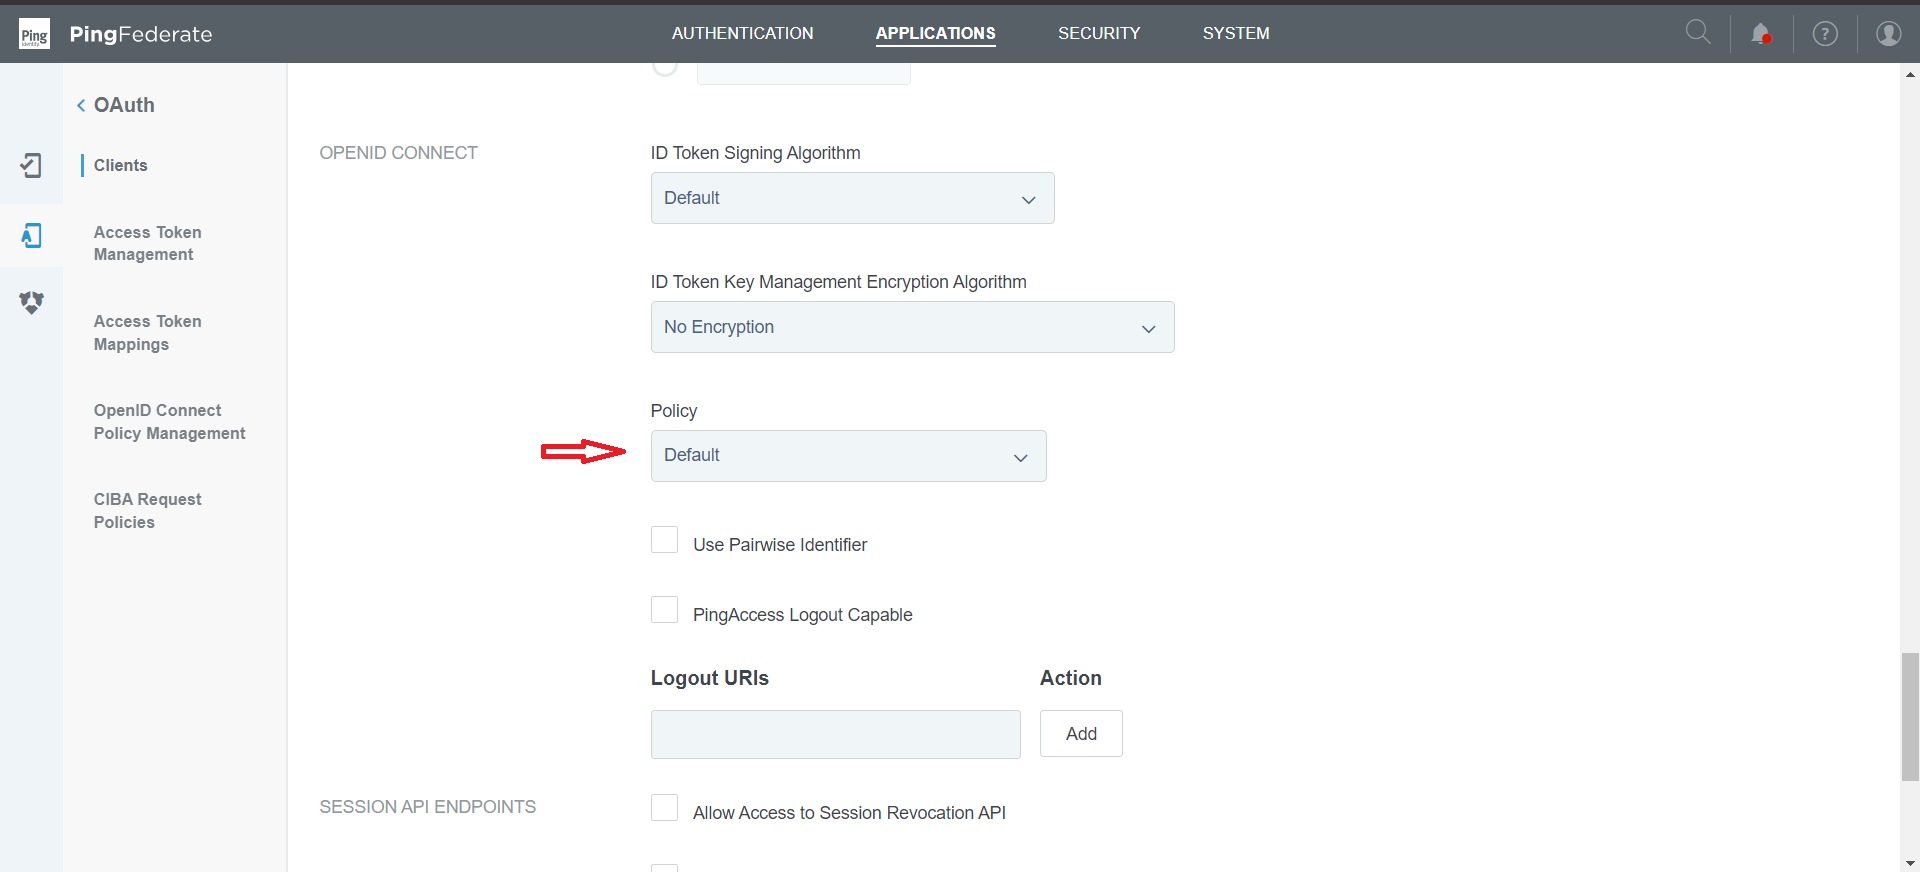 Ping
Identity.
PingFederate
AUTHENTICATION
APPLICATIONS
SECURITY
SYSTEM
?
OAuth
Clients
Access Token
Management
Access Token
Mappings
OpenID Connect
Policy Management
CIBA Request
Policies
OPENID CONNECT
ID Token Signing Algorithm
Default
ID Token Key Management Encryption Algorithm
No Encryption
Policy
Default
Use Pairwise Identifier
PingAccess Logout Capable
Logout URIs
Action
Add
SESSION API ENDPOINTS
Allow Access to Session Revocation API